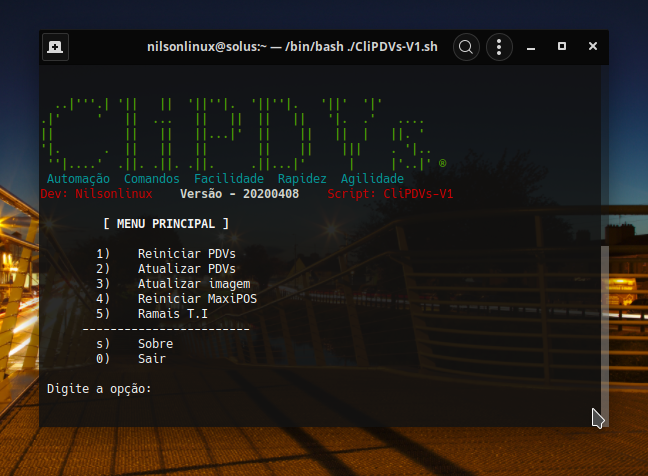 nilsonlinux@solus:~ — /bin/bash ./CliPDVs-V1.sh
CliPDVs ®
Automação Comandos Facilidade Rapidez Agilidade
Dev: Nilsonlinux Versão - 20200408 Script: CliPDVs-V1
[ MENU PRINCIPAL ]
1) Reiniciar PDVs
2) Atualizar PDVs
3) Atualizar imagem
4) Reiniciar MaxiPOS
5) Ramais T.I
------------------------
s) Sobre
0) Sair
Digite a opção: